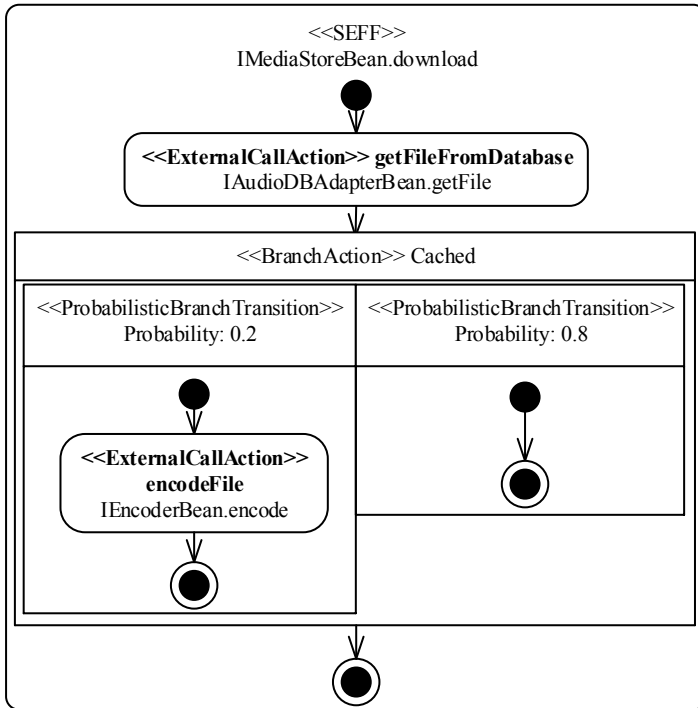 <<SEFF>>
IMediaStoreBean.download
<<ExternalCallAction>> getFileFromDatabase
IAudioDBAdapterBean.getFile
<<BranchAction>> Cached
<<ProbabilisticBranchTransition>>
Probability: 0.2
<<ProbabilisticBranchTransition>>
Probability: 0.8
<<ExternalCallAction>>
encodeFile
IEncoderBean.encode